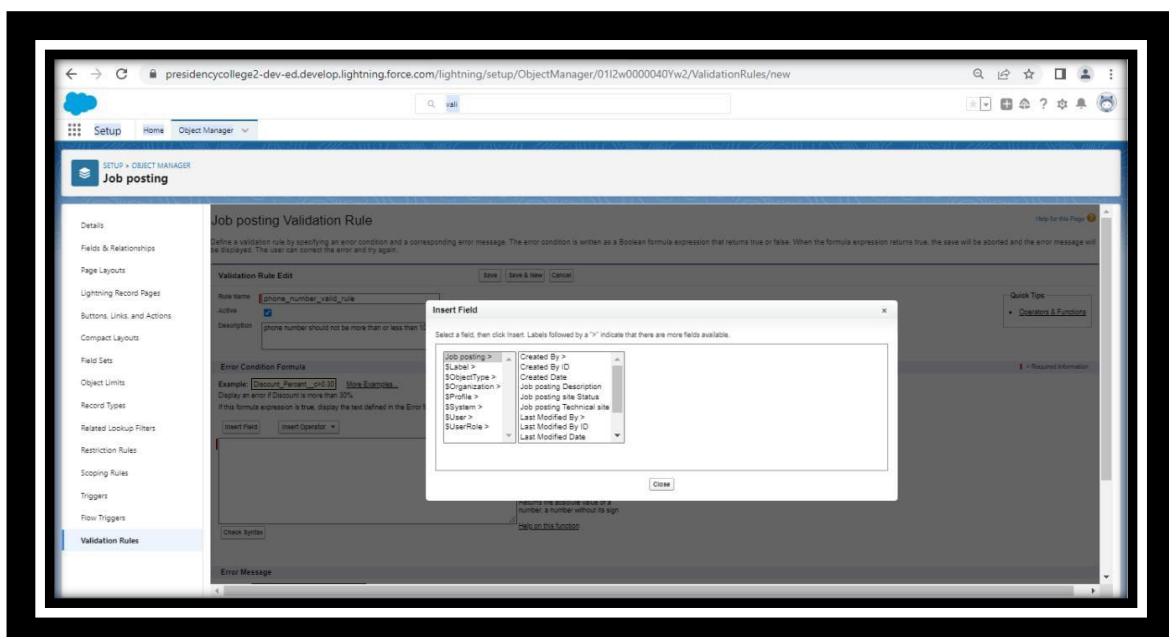 presidencycollege2-dev-ed.develop.lightning.force.com/lightning/setup/ObjectManager/01I2w0000040Yw2/ValidationRules/new
vali
Setup Home Object Manager
SETUP > OBJECT MANAGER
Job posting
Details
Fields & Relationships
Page Layouts
Lightning Record Pages
Buttons, Links, and Actions
Compact Layouts
Field Sets
Object Limits
Record Types
Related Lookup Filters
Restriction Rules
Scoping Rules
Triggers
Flow Triggers
Validation Rules
Job posting Validation Rule
Help for this Page
Define a validation rule by specifying an error condition and a corresponding error message. The error condition is written as a Boolean formula expression that returns true or false. When the formula expression returns true, the save will be aborted and the error message will
be displayed. The user can correct the error and try again.
Validation Rule Edit Save Save & New Cancel
Rule Name phone_number_valid_rule
Active
Description phone number should not be more than or less than 10
Quick Tips
• Operators & Functions
Error Condition Formula = Required Information
Example: Discount_Percent__c>0.30 More Examples...
Display an error if Discount is more than 30%
If this formula expression is true, display the text defined in the Error
Insert Field Insert Operator
Insert Field x
Select a field, then click Insert. Labels followed by a ">" indicate that there are more fields available.
Job posting >
$Label >
$ObjectType >
$Organization >
$Profile >
$System >
$User >
$UserRole >
Created By >
Created By ID
Created Date
Job posting Description
Job posting site Status
Job posting Technical site
Last Modified By >
Last Modified By ID
Last Modified Date
Close
Returns the absolute value of a
number, a number without its sign
Help on this function
Check Syntax
Error Message